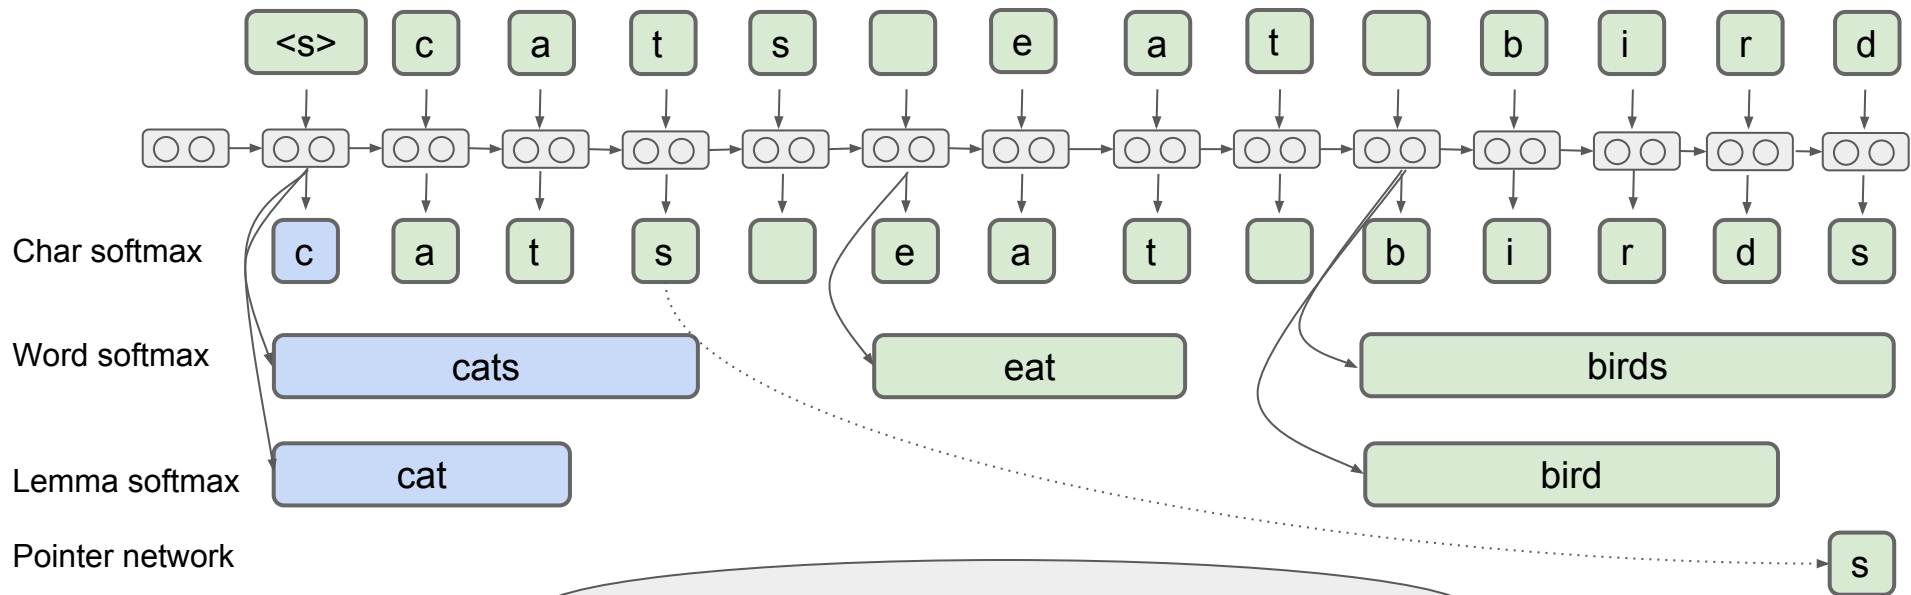 <s> c a t s e a t b i r d
Char softmax c a t s e a t b i r d s
Word softmax cats eat birds
Lemma softmax cat bird
Pointer network s